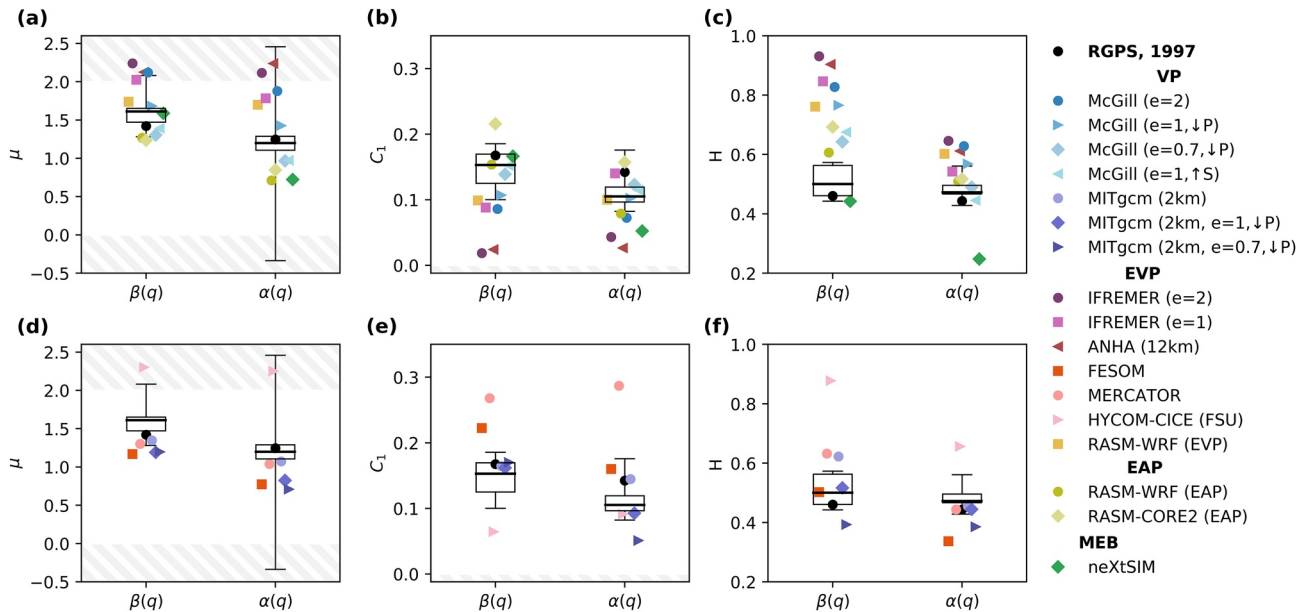 (a)
2.5
2.0
1.5
1.0
0.5
0.0
−0.5
μ
β(q)
α(q)
(b)
0.3
0.2
0.1
0.0
C1
β(q)
α(q)
(c)
1.0
0.8
0.6
0.4
0.2
H
β(q)
α(q)
(d)
2.5
2.0
1.5
1.0
0.5
0.0
−0.5
μ
β(q)
α(q)
(e)
0.3
0.2
0.1
0.0
C1
β(q)
α(q)
(f)
1.0
0.8
0.6
0.4
0.2
H
β(q)
α(q)
RGPS, 1997
VP
McGill (e=2)
McGill (e=1,↓P)
McGill (e=0.7,↓P)
McGill (e=1,↑S)
MITgcm (2km)
MITgcm (2km, e=1,↓P)
MITgcm (2km, e=0.7,↓P)
EVP
IFREMER (e=2)
IFREMER (e=1)
ANHA (12km)
FESOM
MERCATOR
HYCOM-CICE (FSU)
RASM-WRF (EVP)
EAP
RASM-WRF (EAP)
RASM-CORE2 (EAP)
MEB
neXtSIM